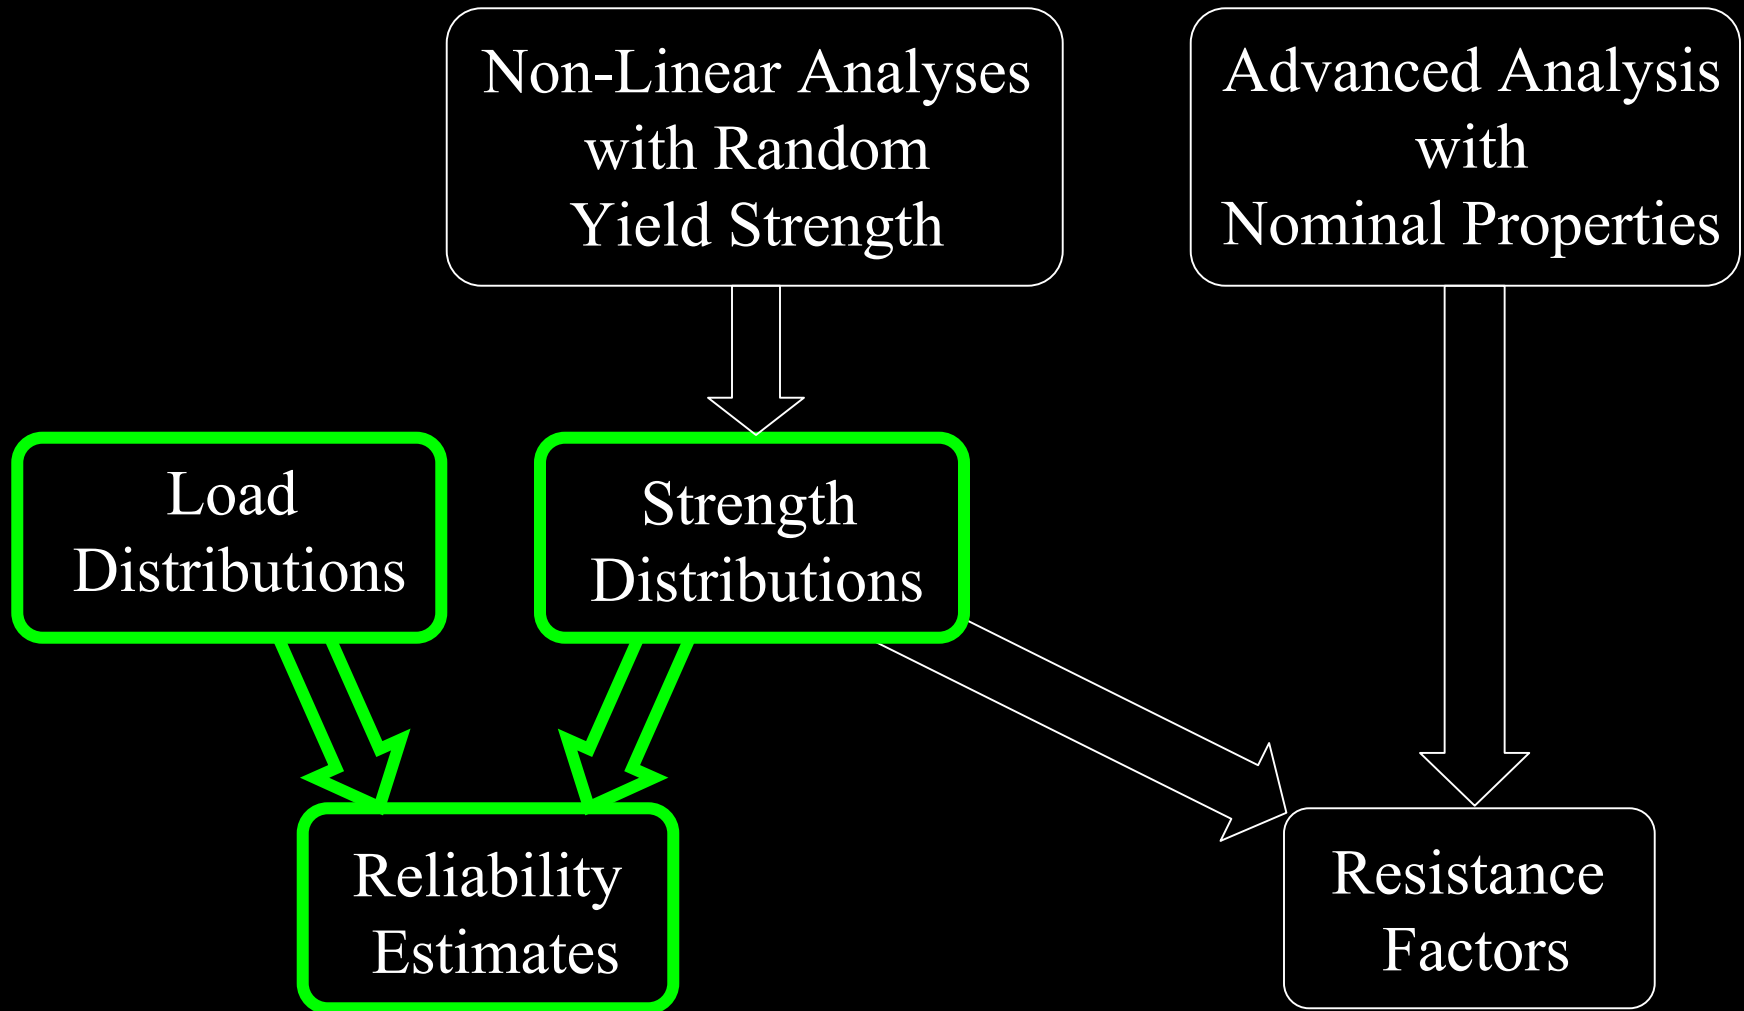 Non-Linear Analyses
with Random
Yield Strength
Advanced Analysis
with
Nominal Properties
Load
Distributions
Strength
Distributions
Reliability
Estimates
Resistance
Factors